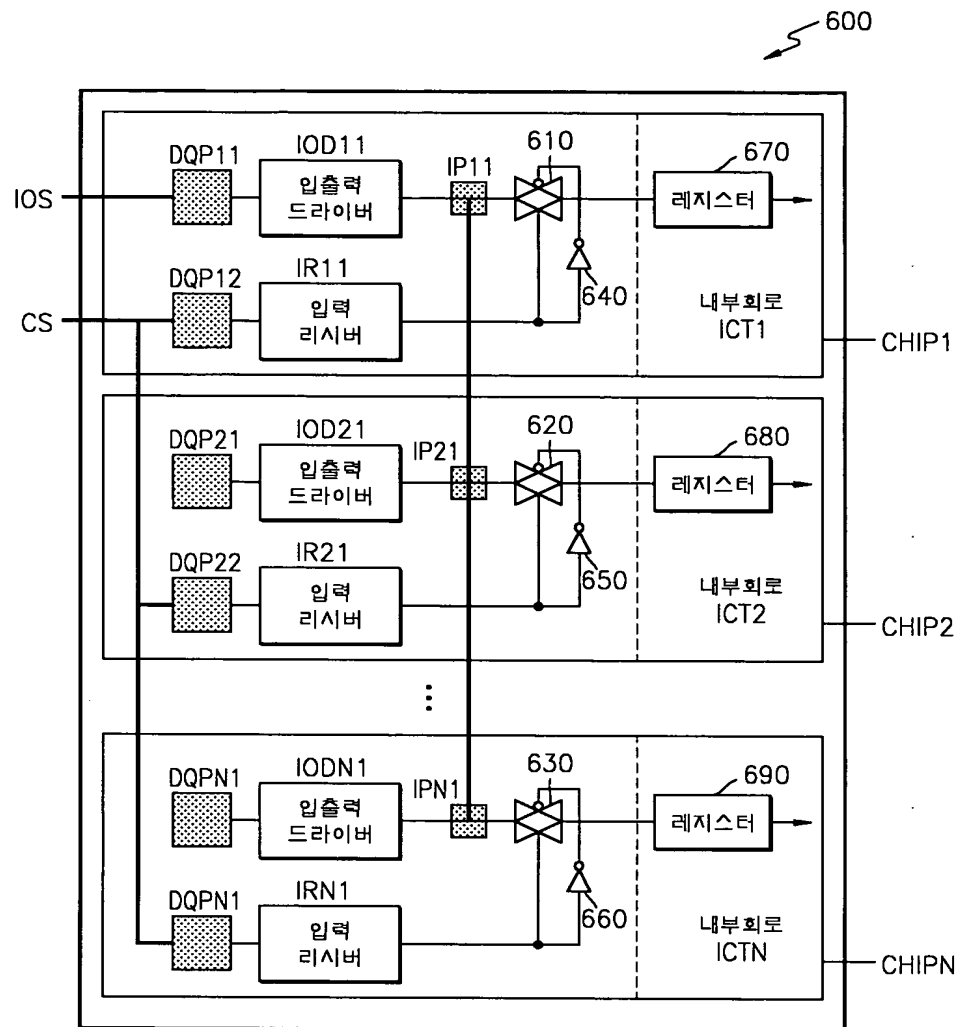 600
DQP11
IOD11
IP11
610
670
IOS
입출력
드라이버
레지스터
DQP12
IR11
640
CS
입력
리시버
내부회로
ICT1
CHIP1
DQP21
IOD21
IP21
620
680
입출력
드라이버
레지스터
DQP22
IR21
650
입력
리시버
내부회로
ICT2
CHIP2
DQPN1
IODN1
IPN1
630
690
입출력
드라이버
레지스터
DQPN1
IRN1
660
입력
리시버
내부회로
ICTN
CHIPN